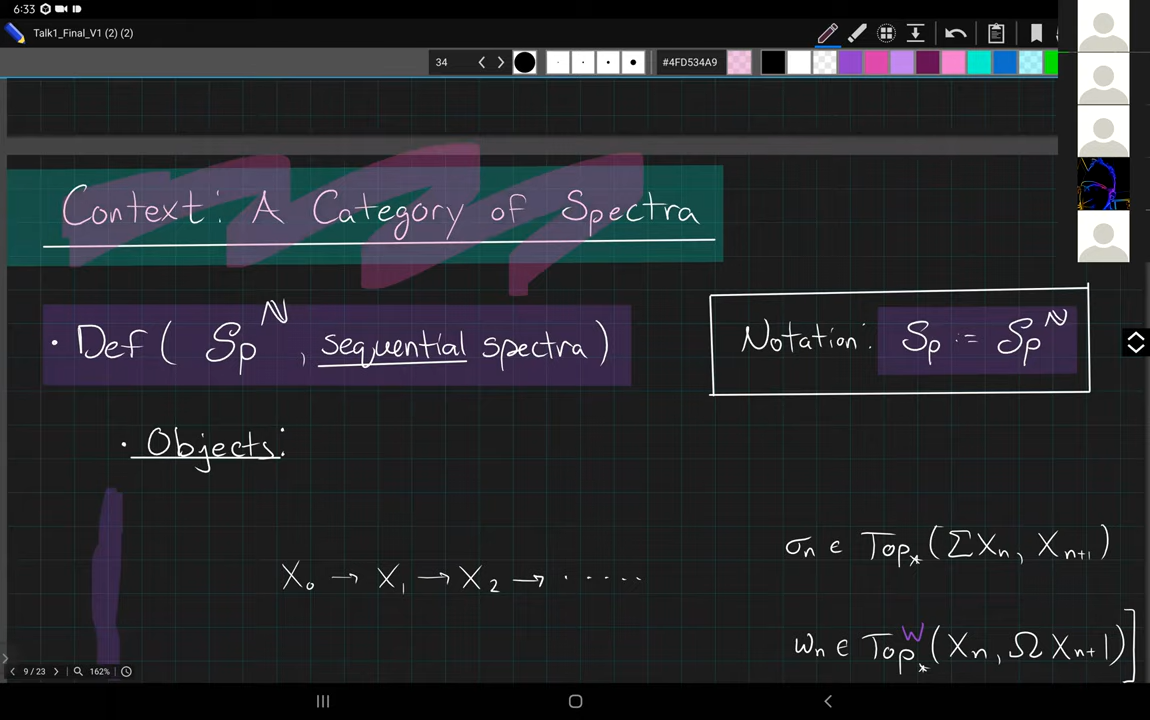 6:33
Talk1_Final_V1 (2) (2)
34
#4FD534A9
Context: A Category of Spectra
· Def ( Sp^ℕ, sequential spectra)
Notation: Sp := Sp^ℕ
· Objects:
σn ∈ Top* (ΣXn, Xn+1)
X0 → X1 → X2 → ······
ωn ∈ Top*^W (Xn, ΩXn+1)]
9 / 23
162%